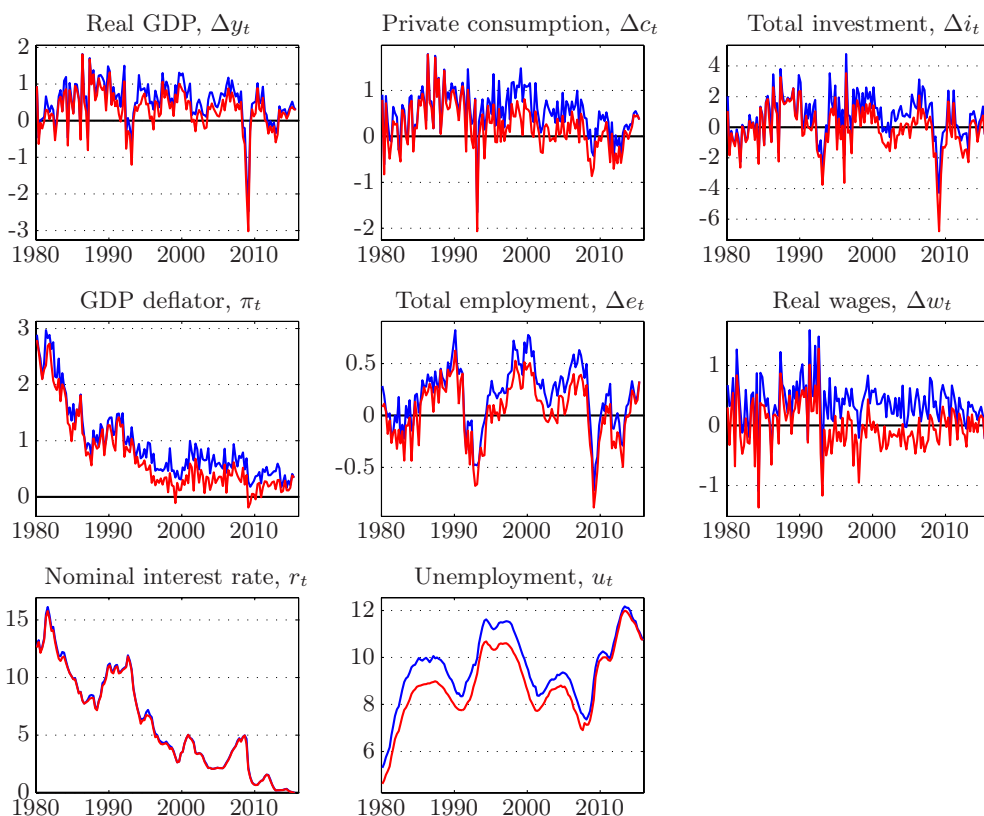 Real GDP, Δy_t
2
1
0
-1
-2
-3
1980 1990 2000 2010
Private consumption, Δc_t
1
0
-1
-2
1980 1990 2000 2010
Total investment, Δi_t
4
2
0
-2
-4
-6
1980 1990 2000 2010
GDP deflator, π_t
3
2
1
0
1980 1990 2000 2010
Total employment, Δe_t
0.5
0
-0.5
1980 1990 2000 2010
Real wages, Δw_t
1
0
-1
1980 1990 2000 2010
Nominal interest rate, r_t
15
10
5
0
1980 1990 2000 2010
Unemployment, u_t
12
10
8
6
1980 1990 2000 2010